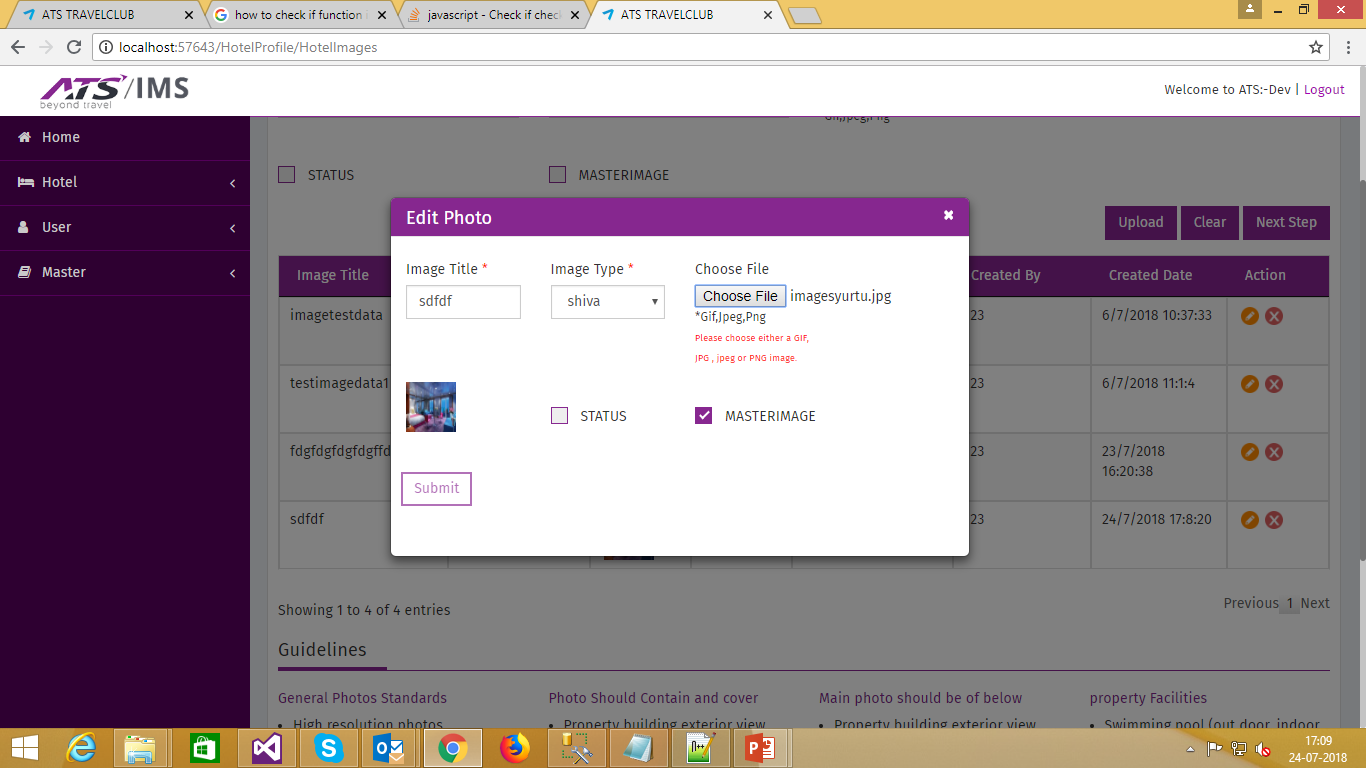 ATS TRAVELCLUB
how to check if function i
javascript - Check if chec
ATS TRAVELCLUB
localhost:57643/HotelProfile/HotelImages
ATS/IMS
beyond travel
Welcome to ATS:-Dev | Logout
Home
Hotel
User
Master
*Gif,Jpeg,Png
STATUS
MASTERIMAGE
Upload
Clear
Next Step
Edit Photo
Image Title *
Image Type *
Choose File
sdfdf
shiva
Choose File imagesyurtu.jpg
*Gif,Jpeg,Png
Please choose either a GIF,
JPG , jpeg or PNG image.
STATUS
MASTERIMAGE
Submit
Image Title
Created By
Created Date
Action
imagetestdata
23
6/7/2018 10:37:33
testimagedata1
23
6/7/2018 11:1:4
fdgfdgfdgfdgffd
23
23/7/2018
16:20:38
sdfdf
23
24/7/2018 17:8:20
Showing 1 to 4 of 4 entries
Previous 1 Next
Guidelines
General Photos Standards
Photo Should Contain and cover
Main photo should be of below
property Facilities
High resolution photos
Property building exterior view
Property building exterior view
Swimming pool (out door, indoor
17:09
24-07-2018